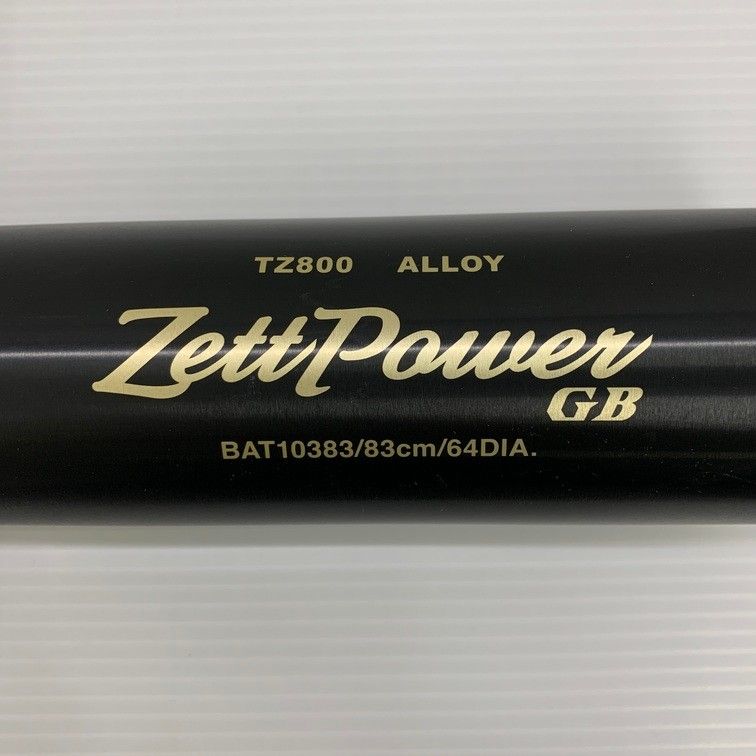 TZ800 ALLOY
ZettPower
GB
BAT10383/83cm/64DIA.